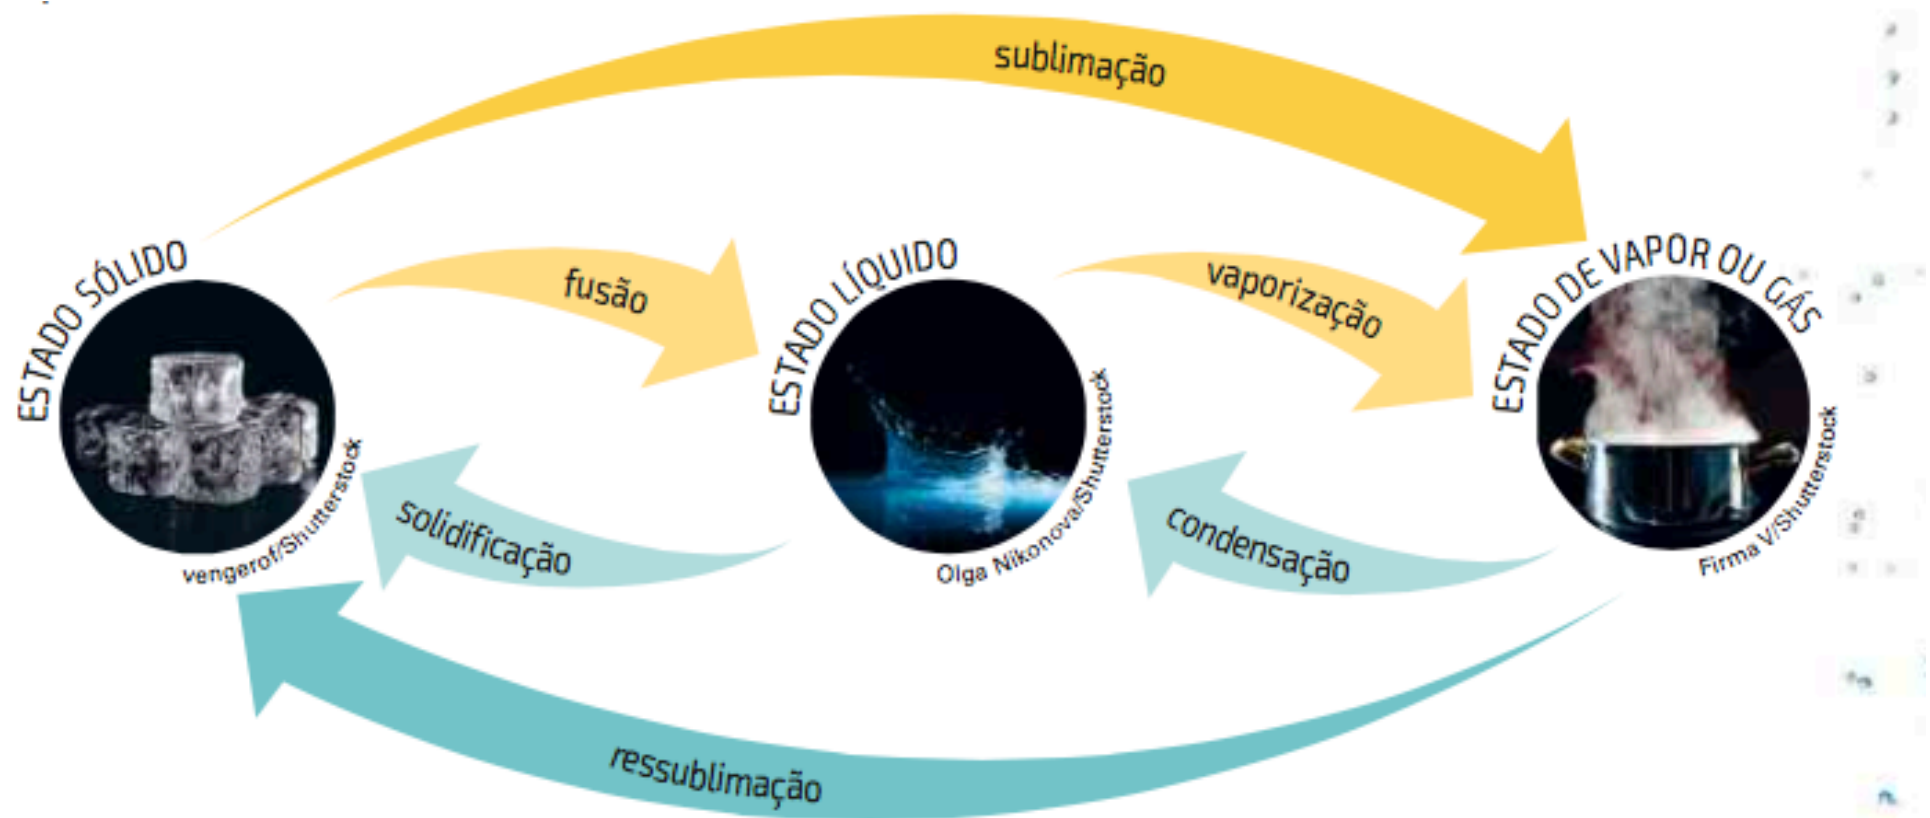 sublimação
ESTADO SÓLIDO
fusão
ESTADO LÍQUIDO
vaporização
ESTADO DE VAPOR OU GÁS
vengerof/Shutterstock
solidificação
Olga Nikonova/Shutterstock
condensação
Firma V/Shutterstock
ressublimação